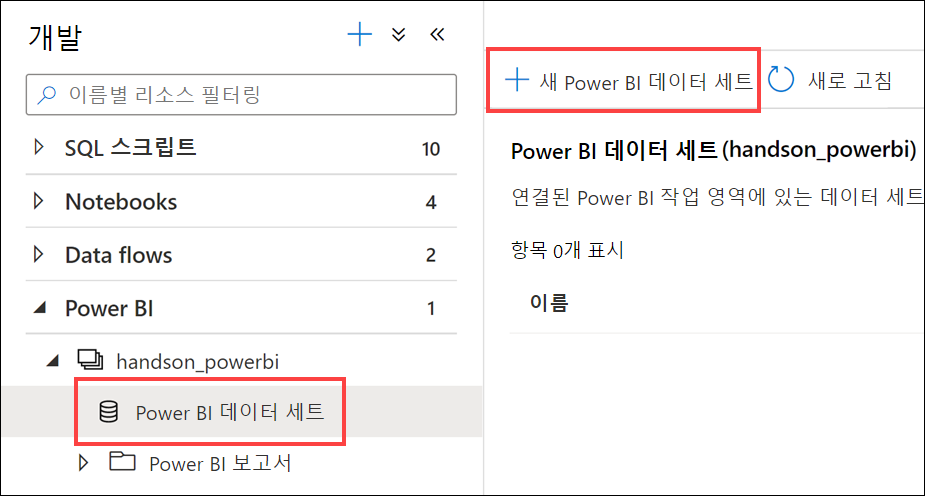 개발
이름별 리소스 필터링
SQL 스크립트 10
Notebooks 4
Data flows 2
Power BI 1
handson_powerbi
Power BI 데이터 세트
Power BI 보고서
새 Power BI 데이터 세트 새로 고침
Power BI 데이터 세트(handson_powerbi)
연결된 Power BI 작업 영역에 있는 데이터 세트
항목 0개 표시
이름